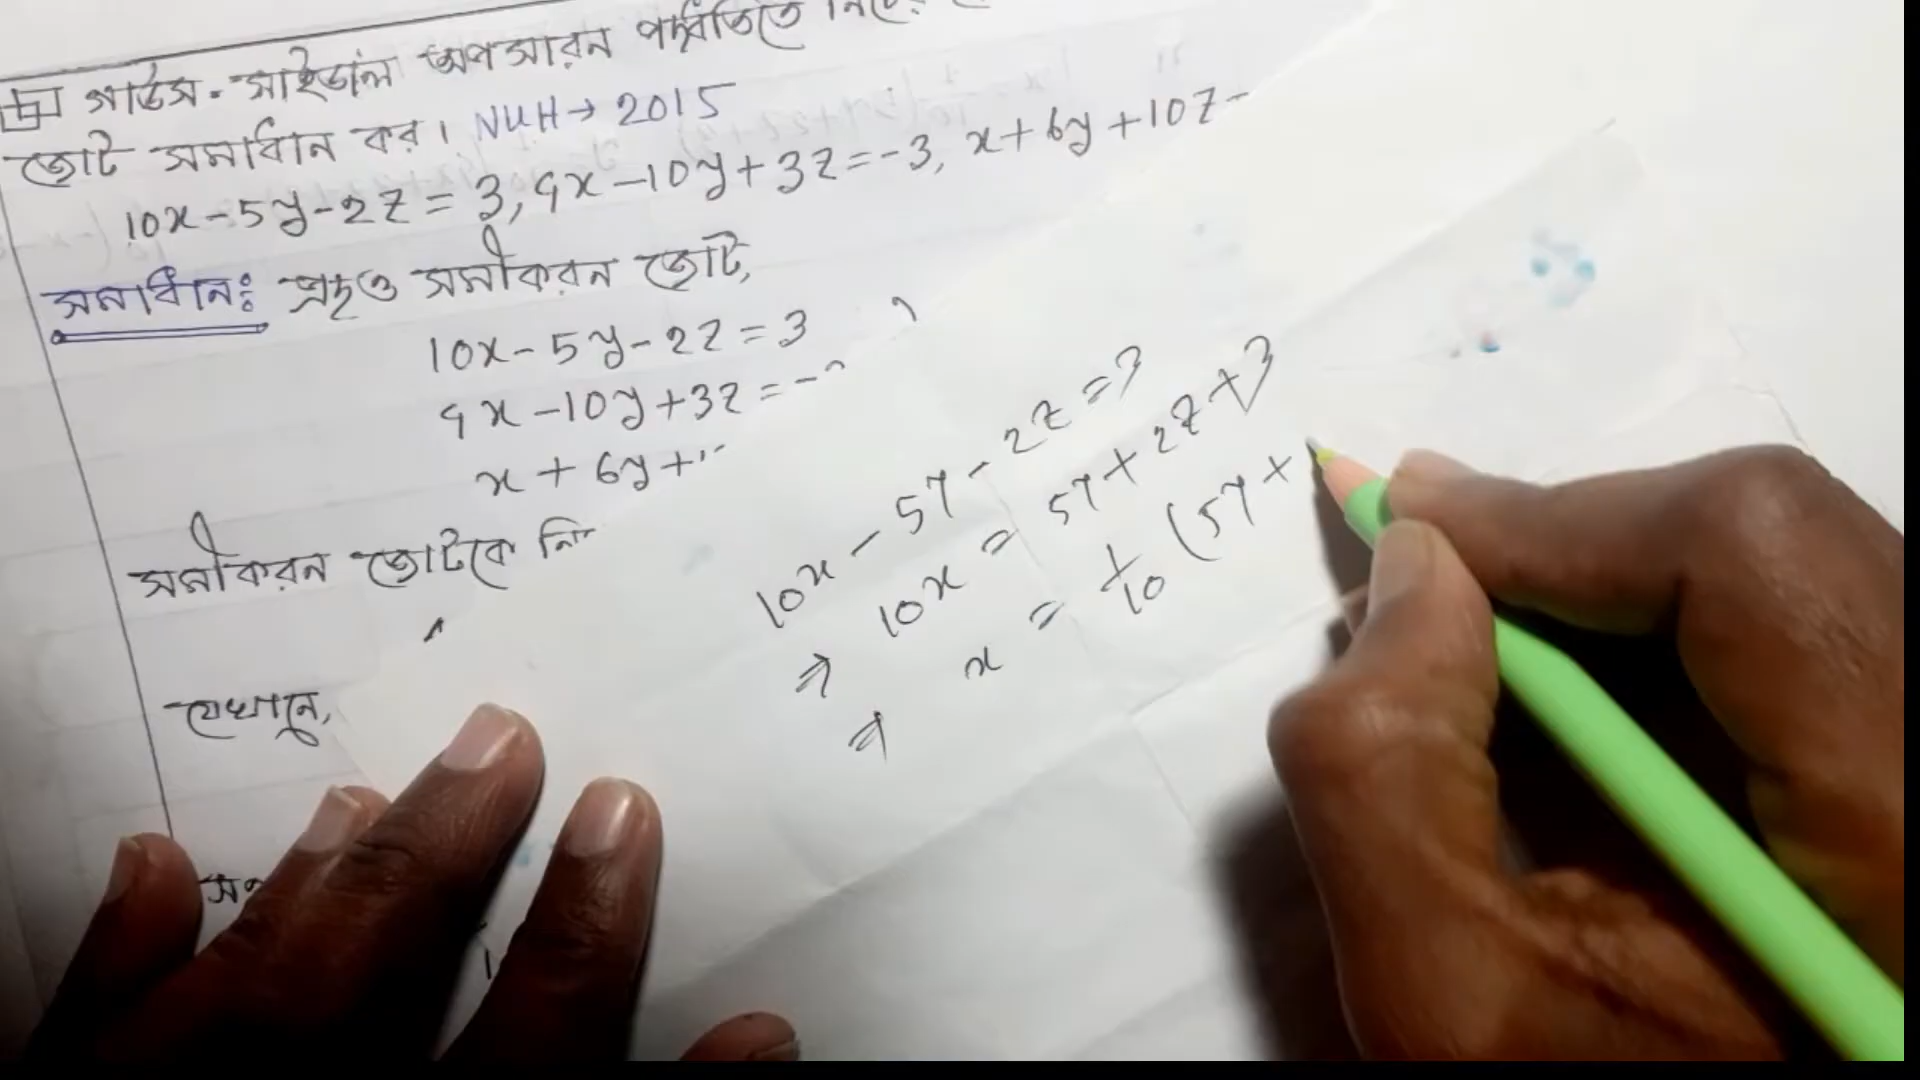 গাউস-সাইডাল অপসারন পদ্ধতিতে
জোট সমাধান কর। NUH→2015
10x-5y-2z=3, 4x-10y+3z=-3, x+6y+10z-
সমাধানঃ প্রদত্ত সমীকরন জোট,
10x-5y-2z=3
4x-10y+3z=-
x+6y+
সমীকরন জোটকে
যেখানে,
10x-5y-2z=3
⇒ 10x = 5y+2z+3
⇒ x = 1/10 (5y+